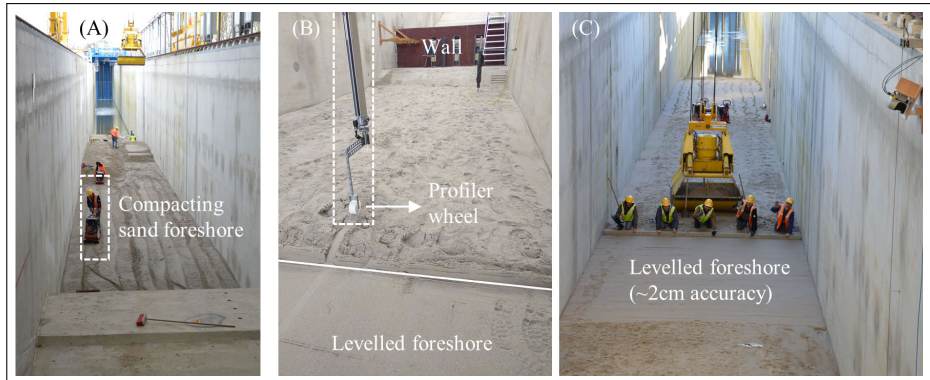 (A)
Compacting
sand foreshore
(B)
Wall
Profiler
wheel
Levelled foreshore
(C)
Levelled foreshore
(~2cm accuracy)